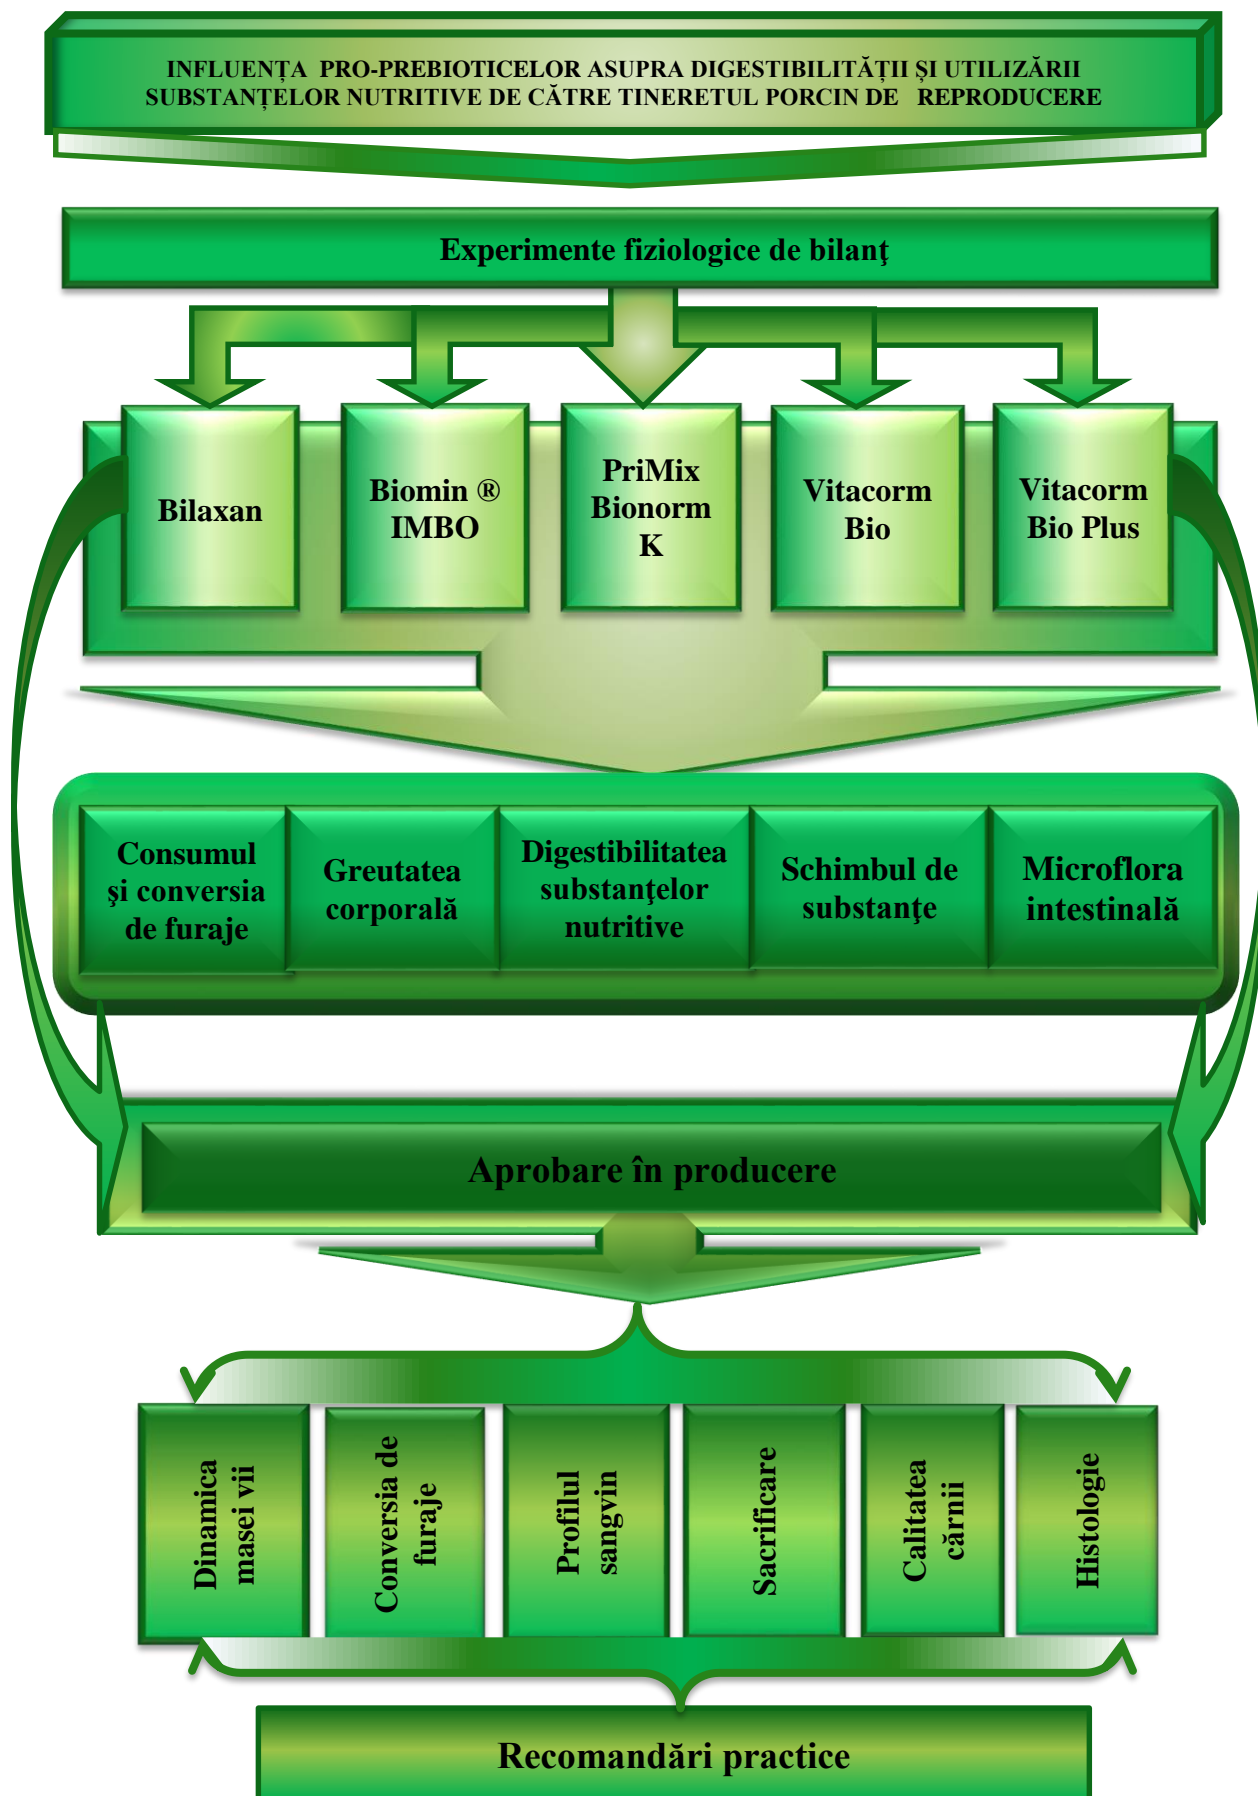 INFLUENȚA PRO-PREBIOTICELOR ASUPRA DIGESTIBILITĂȚII ȘI UTILIZĂRII
SUBSTANȚELOR NUTRITIVE DE CĂTRE TINERETUL PORCIN DE REPRODUCERE
Experimente fiziologice de bilanţ
Bilaxan
Biomin ®
IMBO
PriMix
Bionorm
K
Vitacorm
Bio
Vitacorm
Bio Plus
Consumul
şi conversia
de furaje
Greutatea
corporală
Digestibilitatea
substanţelor
nutritive
Schimbul de
substanţe
Microflora
intestinală
Aprobare în producere
Dinamica
masei vii
Conversia de
furaje
Profilul
sangvin
Sacrificare
Calitatea
cărnii
Histologie
Recomandări practice